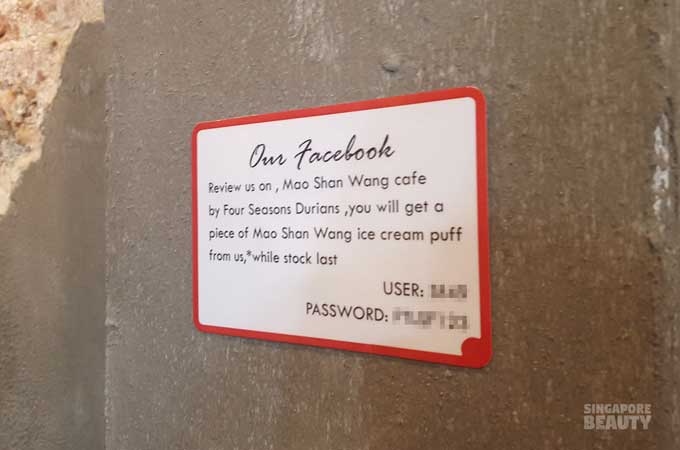 Our Facebook
Review us on , Mao Shan Wang cafe
by Four Seasons Durians ,you will get a
piece of Mao Shan Wang ice cream puff
from us,*while stock last
USER:
PASSWORD:
SINGAPORE
BEAUTY